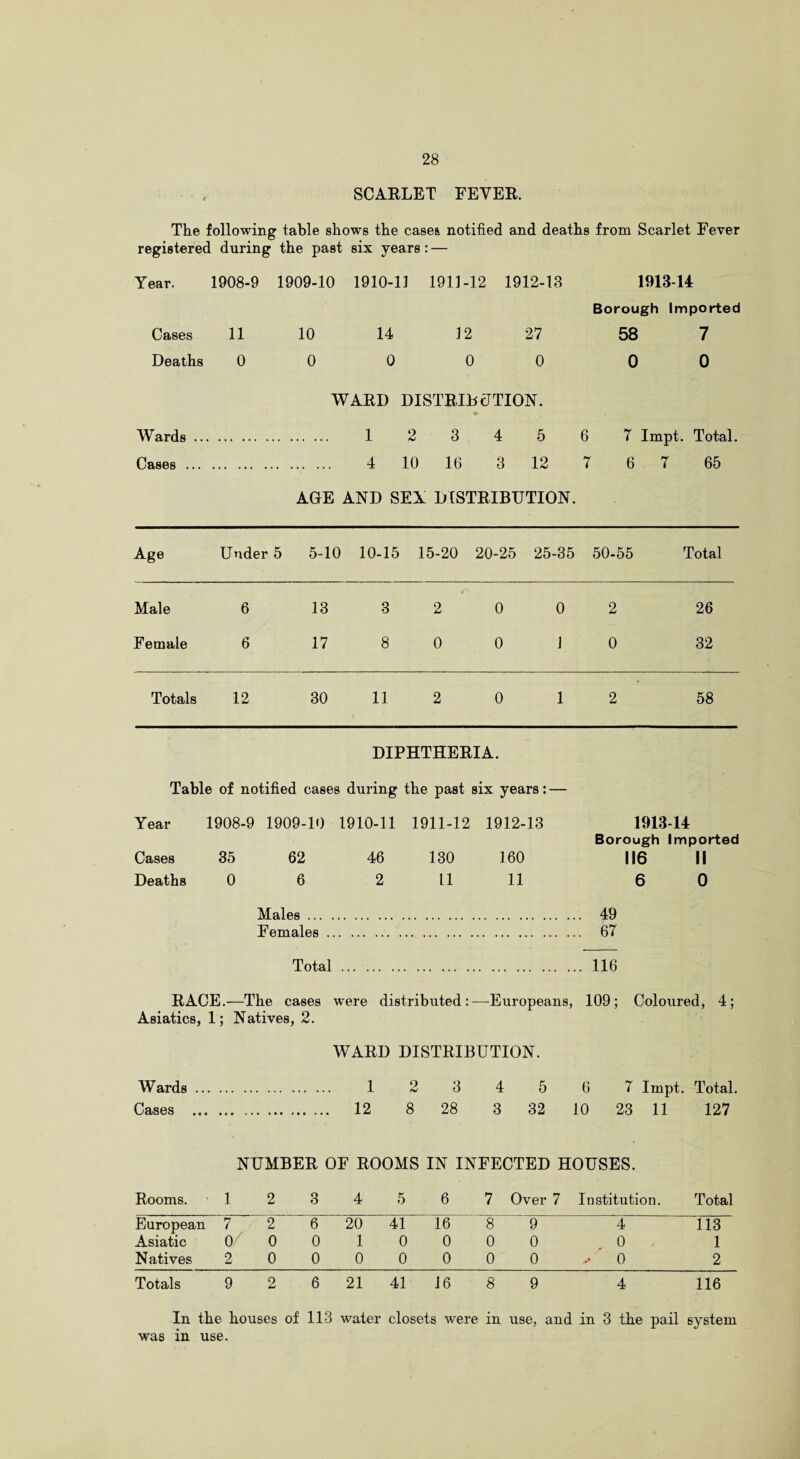 28
SCARLET FEVER.
The following table shows the cases notified and deaths from Scarlet Fever
registered during the past six years: —
Year. 1908-9 1909-10 1910-11 1911-12 1912-13 1913-14
Borough Imported
Cases 11 10 14 12 27 58 7
Deaths 0 0 0 0 0 0 0
WARD DISTRIBUTION.
Wards ... ... ... ... ... ... ... 1 2 3 4 5 6 7 Impt. Total.
Cases ... ... ... ... ... ... ... 4 10 16 3 12 7 6 7 65
AGE AND SEX DISTRIBUTION.
Age Under 5 5-10 10-15 15-20 20-25 25-35 50-55 Total
Male 6 13 3 2 0 0 2 26
Female 6 17 8 0 0 1 0 32
Totals 12 30 11 2 0 1 2 58
DIPHTHERIA.
Table of notified cases during the past six years: —
Year 1908-9 1909-10 1910-11 1911-12 1912-13 1913-14
Borough Imported
Cases 35 62 46 130 160 116 11
Deaths 0 6 2 11 11 6 0
Males ... ... ... ... ... ... ... ... ... ... ... 49
Females ... ... ... ... ... ... ... ... ... ... ... 67
Total ... ... ... ... ... ... ... ... ... ... 116
RACE.—The cases were distributed:—Europeans, 109; Coloured, 4;
Asiatics, 1; Natives, 2.
WARD DISTRIBUTION.
Wards ... ... ... ... ... ... ... 1 2 3 4 5 6 7 Impt. Total.
Cases ... ... ... ... ... ... ... 12 8 28 3 32 10 23 11 127
NUMBER OF ROOMS IN INFECTED HOUSES.
Rooms. 1 2 3 4 5 6 7 Over 7 Institution. Total
European 7 2 6 20 41 16 8 9 4 113
Asiatic 0 0 0 1 0 0 0 0 0 1
Natives 2 0 0 0 0 0 0 0 0 2
Totals 9 2 6 21 41 16 8 9 4 116
In the houses of 113 water closets were in use, and in 3 the pail system
was in use.